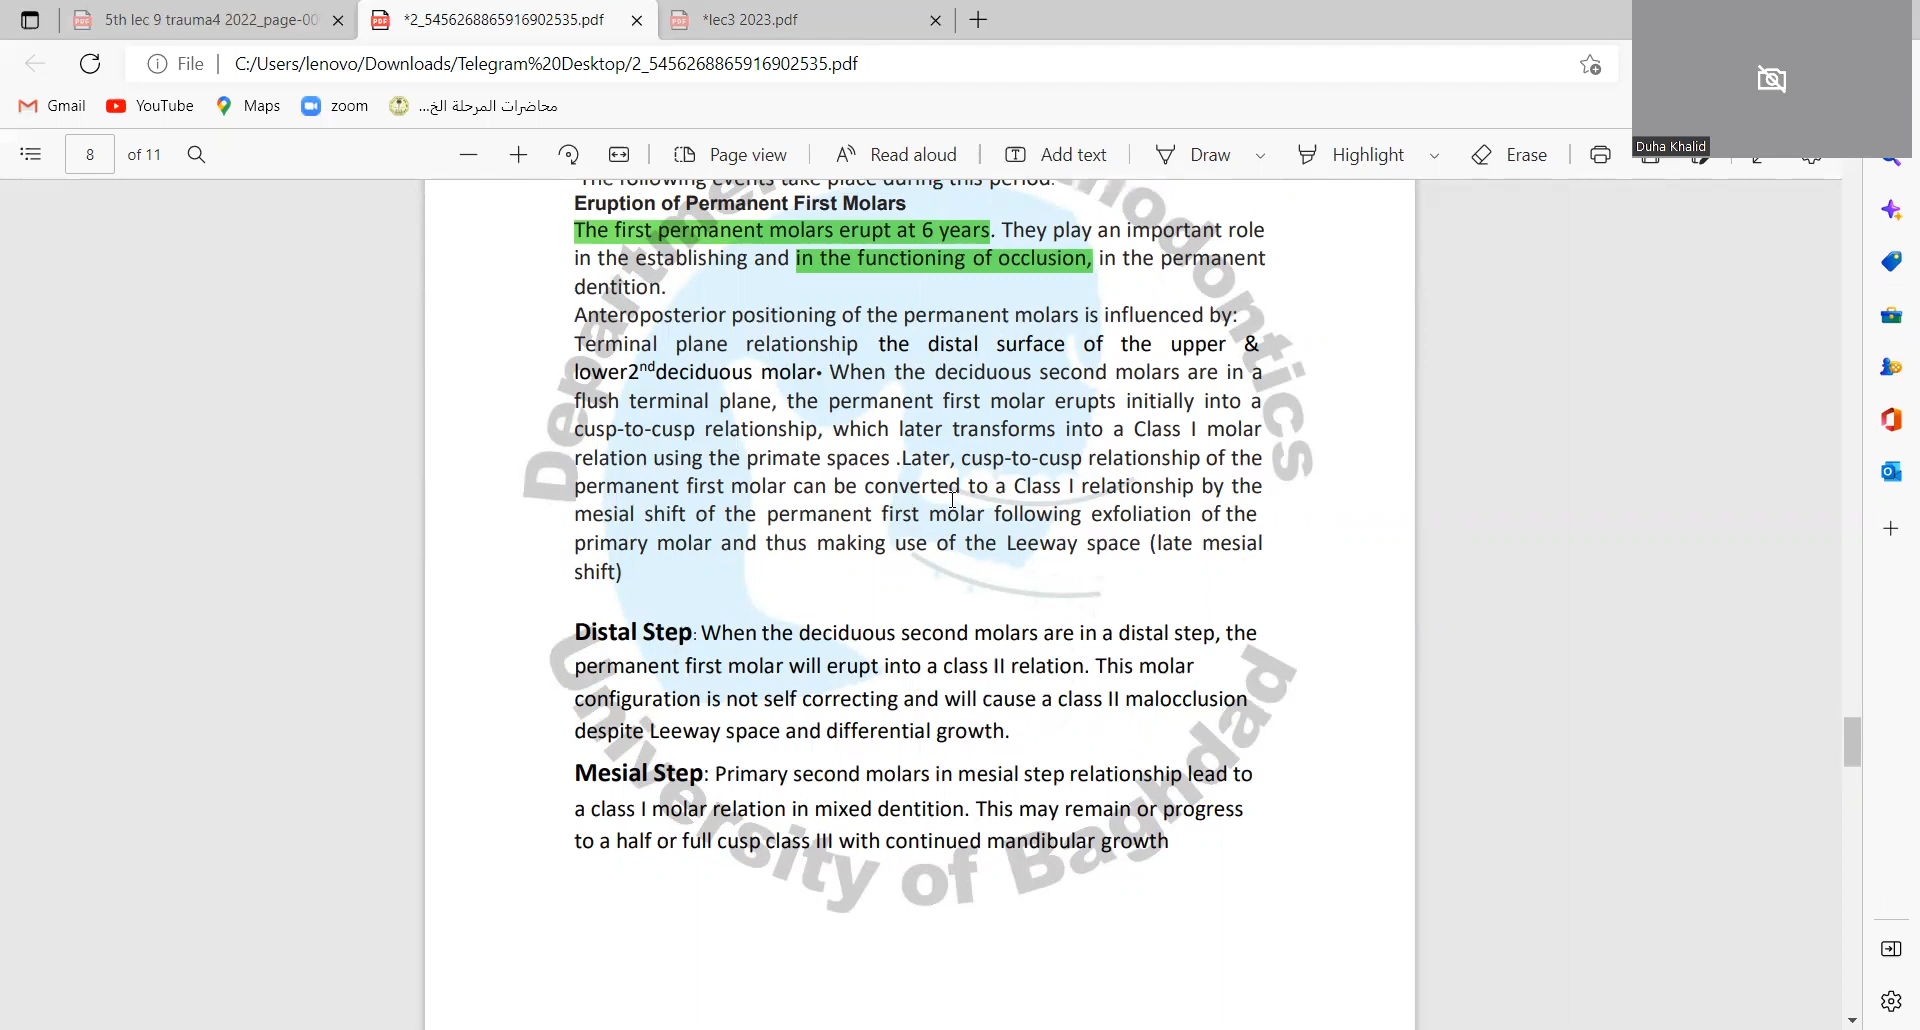 5th lec 9 trauma4 2022_page-00
*2_5456268865916902535.pdf
*lec3 2023.pdf
File
C:/Users/lenovo/Downloads/Telegram%20Desktop/2_5456268865916902535.pdf
Gmail YouTube Maps zoom محاضرات المرحلة الخ...
Duha Khalid
8 of 11 Page view Read aloud Add text Draw Highlight Erase
The following events take place during this period:
Eruption of Permanent First Molars
The first permanent molars erupt at 6 years. They play an important role
in the establishing and in the functioning of occlusion, in the permanent
dentition.
Anteroposterior positioning of the permanent molars is influenced by:
Terminal plane relationship the distal surface of the upper &
lower2nddeciduous molar• When the deciduous second molars are in a
flush terminal plane, the permanent first molar erupts initially into a
cusp-to-cusp relationship, which later transforms into a Class I molar
relation using the primate spaces .Later, cusp-to-cusp relationship of the
permanent first molar can be converted to a Class I relationship by the
mesial shift of the permanent first molar following exfoliation of the
primary molar and thus making use of the Leeway space (late mesial
shift)
Distal Step: When the deciduous second molars are in a distal step, the
permanent first molar will erupt into a class II relation. This molar
configuration is not self correcting and will cause a class II malocclusion
despite Leeway space and differential growth.
Mesial Step: Primary second molars in mesial step relationship lead to
a class I molar relation in mixed dentition. This may remain or progress
to a half or full cusp class III with continued mandibular growth
University of Baghdad